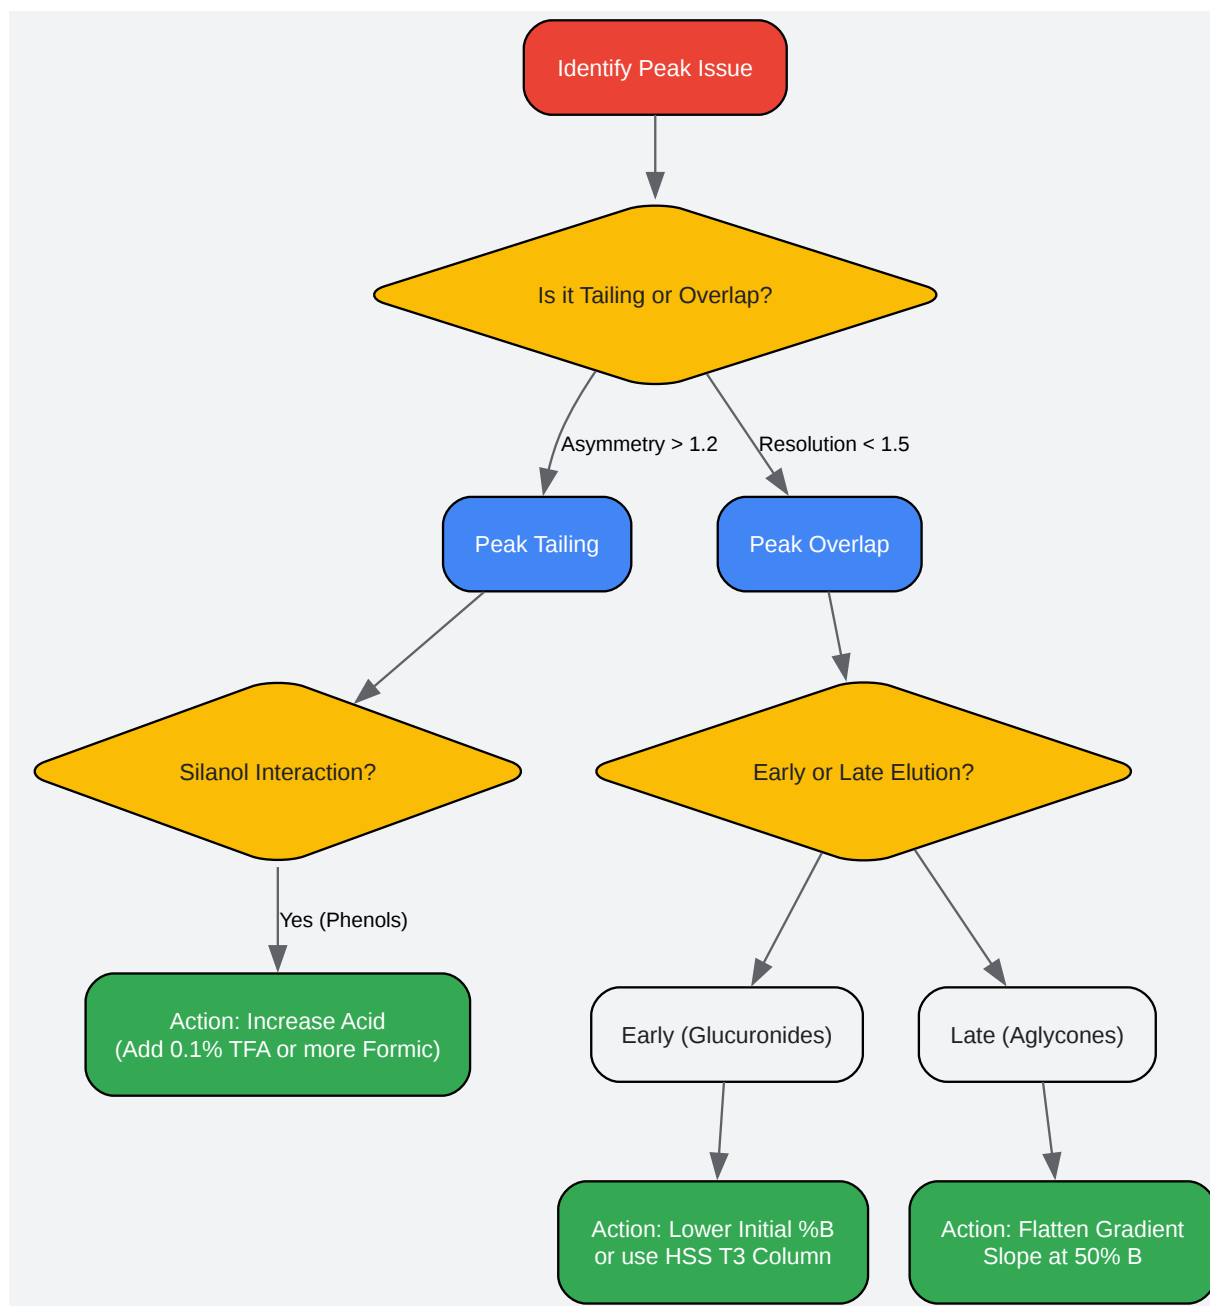 Identify Peak Issue
Is it Tailing or Overlap?
Asymmetry > 1.2
Resolution < 1.5
Peak Tailing
Peak Overlap
Silanol Interaction?
Early or Late Elution?
Yes (Phenols)
Action: Increase Acid
(Add 0.1% TFA or more Formic)
Early (Glucuronides)
Late (Aglycones)
Action: Lower Initial %B
or use HSS T3 Column
Action: Flatten Gradient
Slope at 50% B